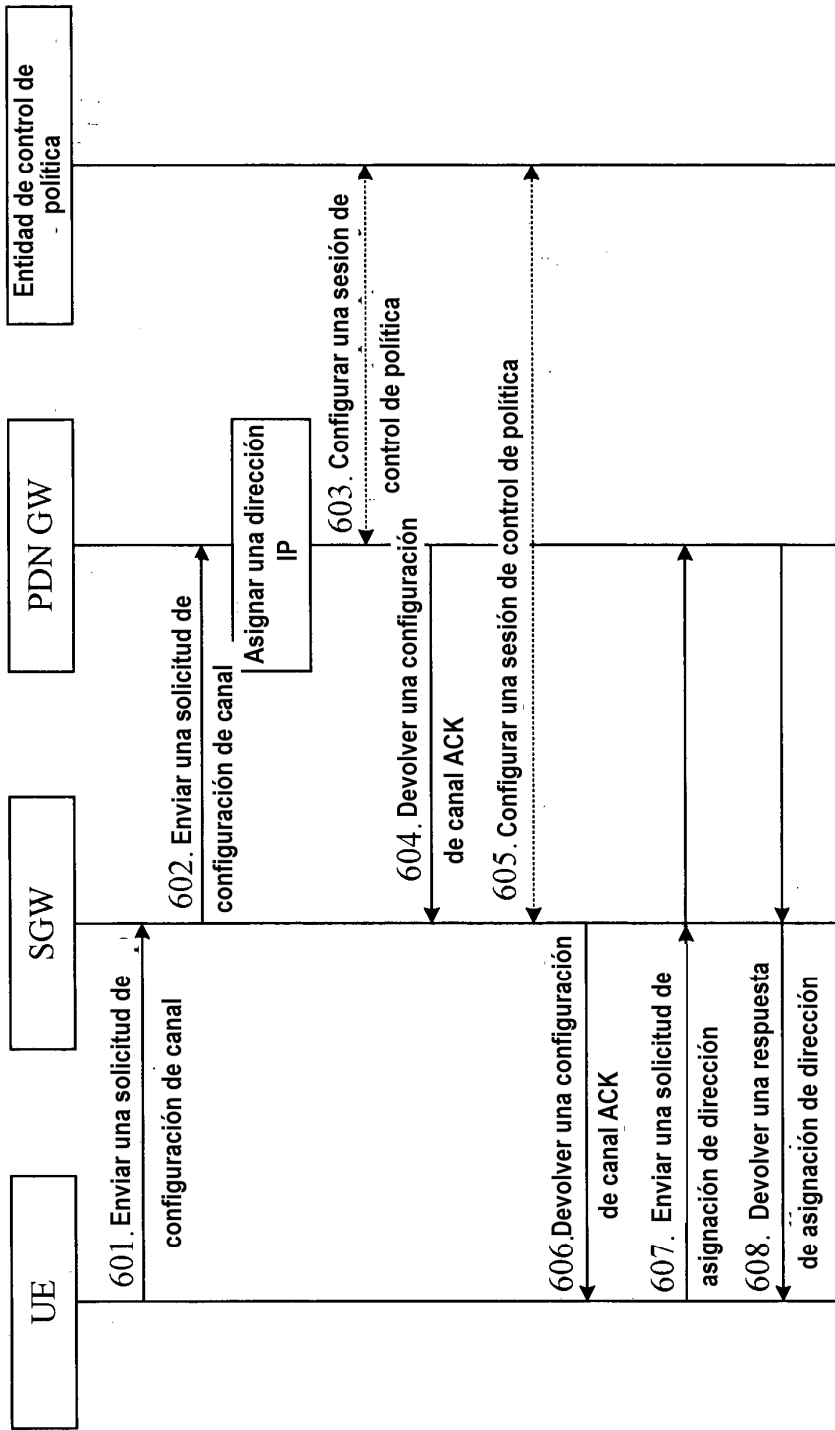 UE
SGW
PDN GW
Entidad de control de
política
601. Enviar una solicitud de
configuración de canal
602. Enviar una solicitud de
configuración de canal
Asignar una dirección
IP
603. Configurar una sesión de
control de política
604. Devolver una configuración
de canal ACK
605. Configurar una sesión de control de política
606.Devolver una configuración
de canal ACK
607. Enviar una solicitud de
asignación de dirección
608. Devolver una respuesta
de asignación de dirección